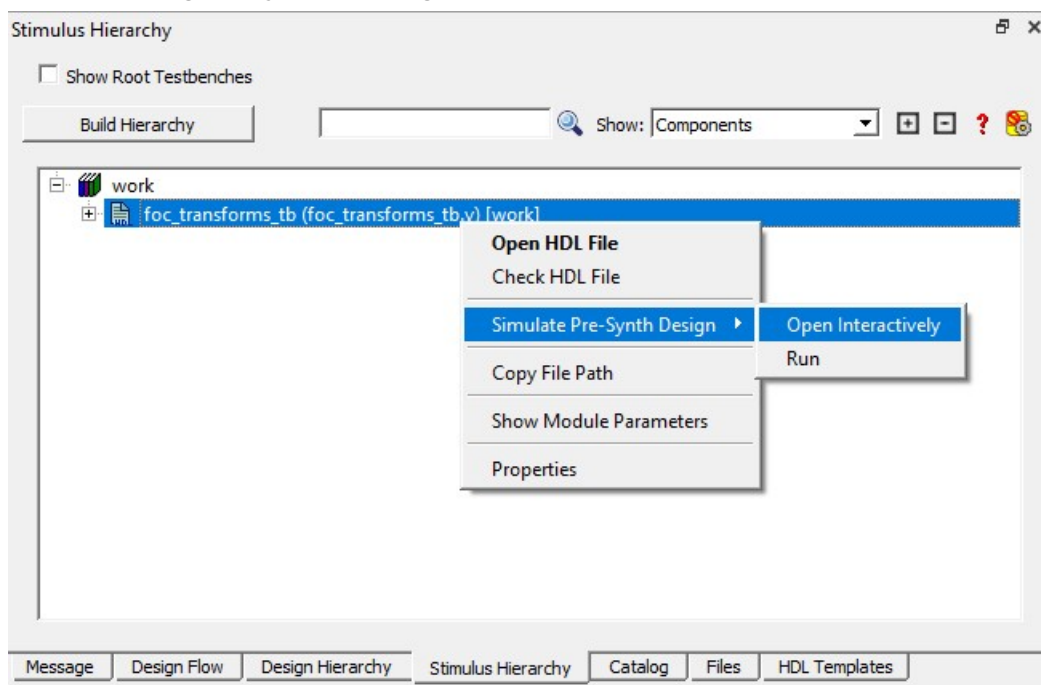 Stimulus Hierarchy
Show Root Testbenches
Build Hierarchy
Show: Components
work
foc_transforms_tb (foc_transforms_tb.v) [work]
Open HDL File
Check HDL File
Simulate Pre-Synth Design
Open Interactively
Run
Copy File Path
Show Module Parameters
Properties
Message Design Flow Design Hierarchy Stimulus Hierarchy Catalog Files HDL Templates